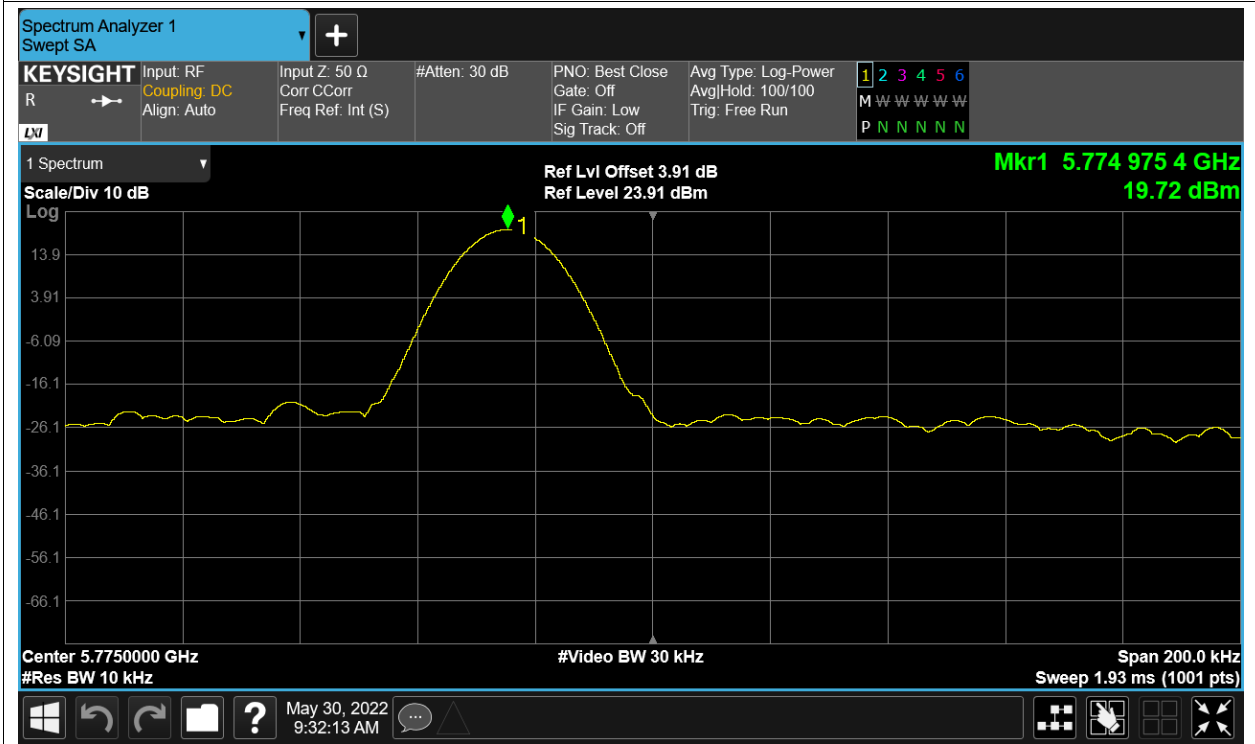 Spectrum Analyzer 1
Swept SA
+
KEYSIGHT
R
LXI
Input: RF
Coupling: DC
Align: Auto
Input Z: 50 Ω
Corr CCorr
Freq Ref: Int (S)
#Atten: 30 dB
PNO: Best Close
Gate: Off
IF Gain: Low
Sig Track: Off
Avg Type: Log-Power
Avg|Hold: 100/100
Trig: Free Run
1 2 3 4 5 6
M W W W W W
P N N N N N
1 Spectrum
Scale/Div 10 dB
Log
Ref Lvl Offset 3.91 dB
Ref Level 23.91 dBm
Mkr1 5.774 975 4 GHz
19.72 dBm
1
13.9
3.91
-6.09
-16.1
-26.1
-36.1
-46.1
-56.1
-66.1
Center 5.7750000 GHz
#Res BW 10 kHz
#Video BW 30 kHz
Span 200.0 kHz
Sweep 1.93 ms (1001 pts)
?
May 30, 2022
9:32:13 AM